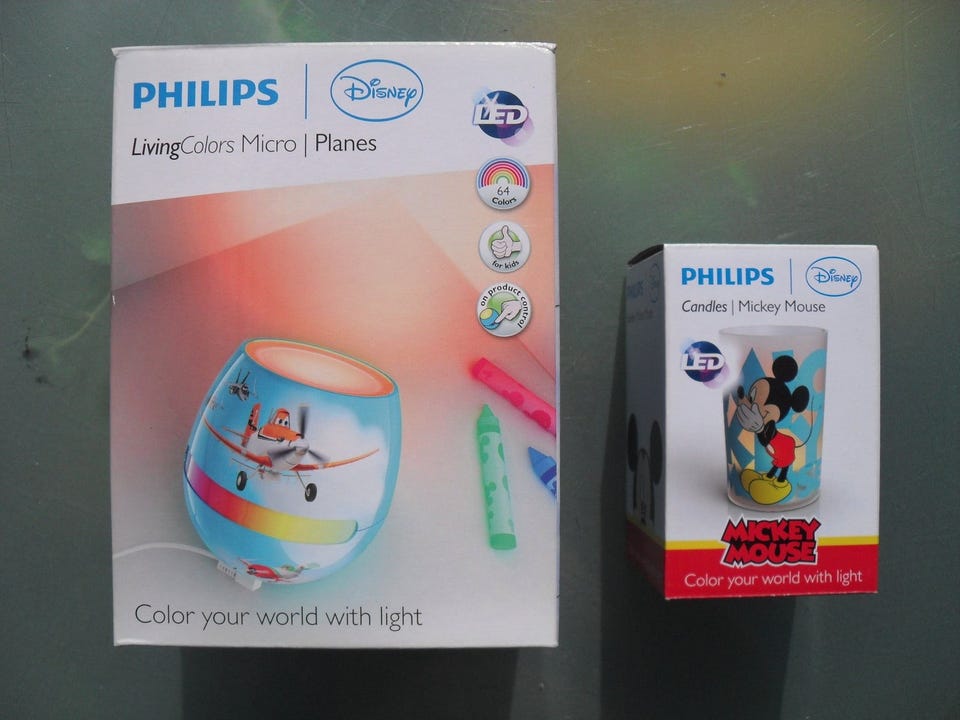 PHILIPS | Disney
LivingColors Micro | Planes
LED
64
Colors
for kids
on product control
Color your world with light
PHILIPS | Disney
Candles | Mickey Mouse
LED
MICKEY
MOUSE
Color your world with light